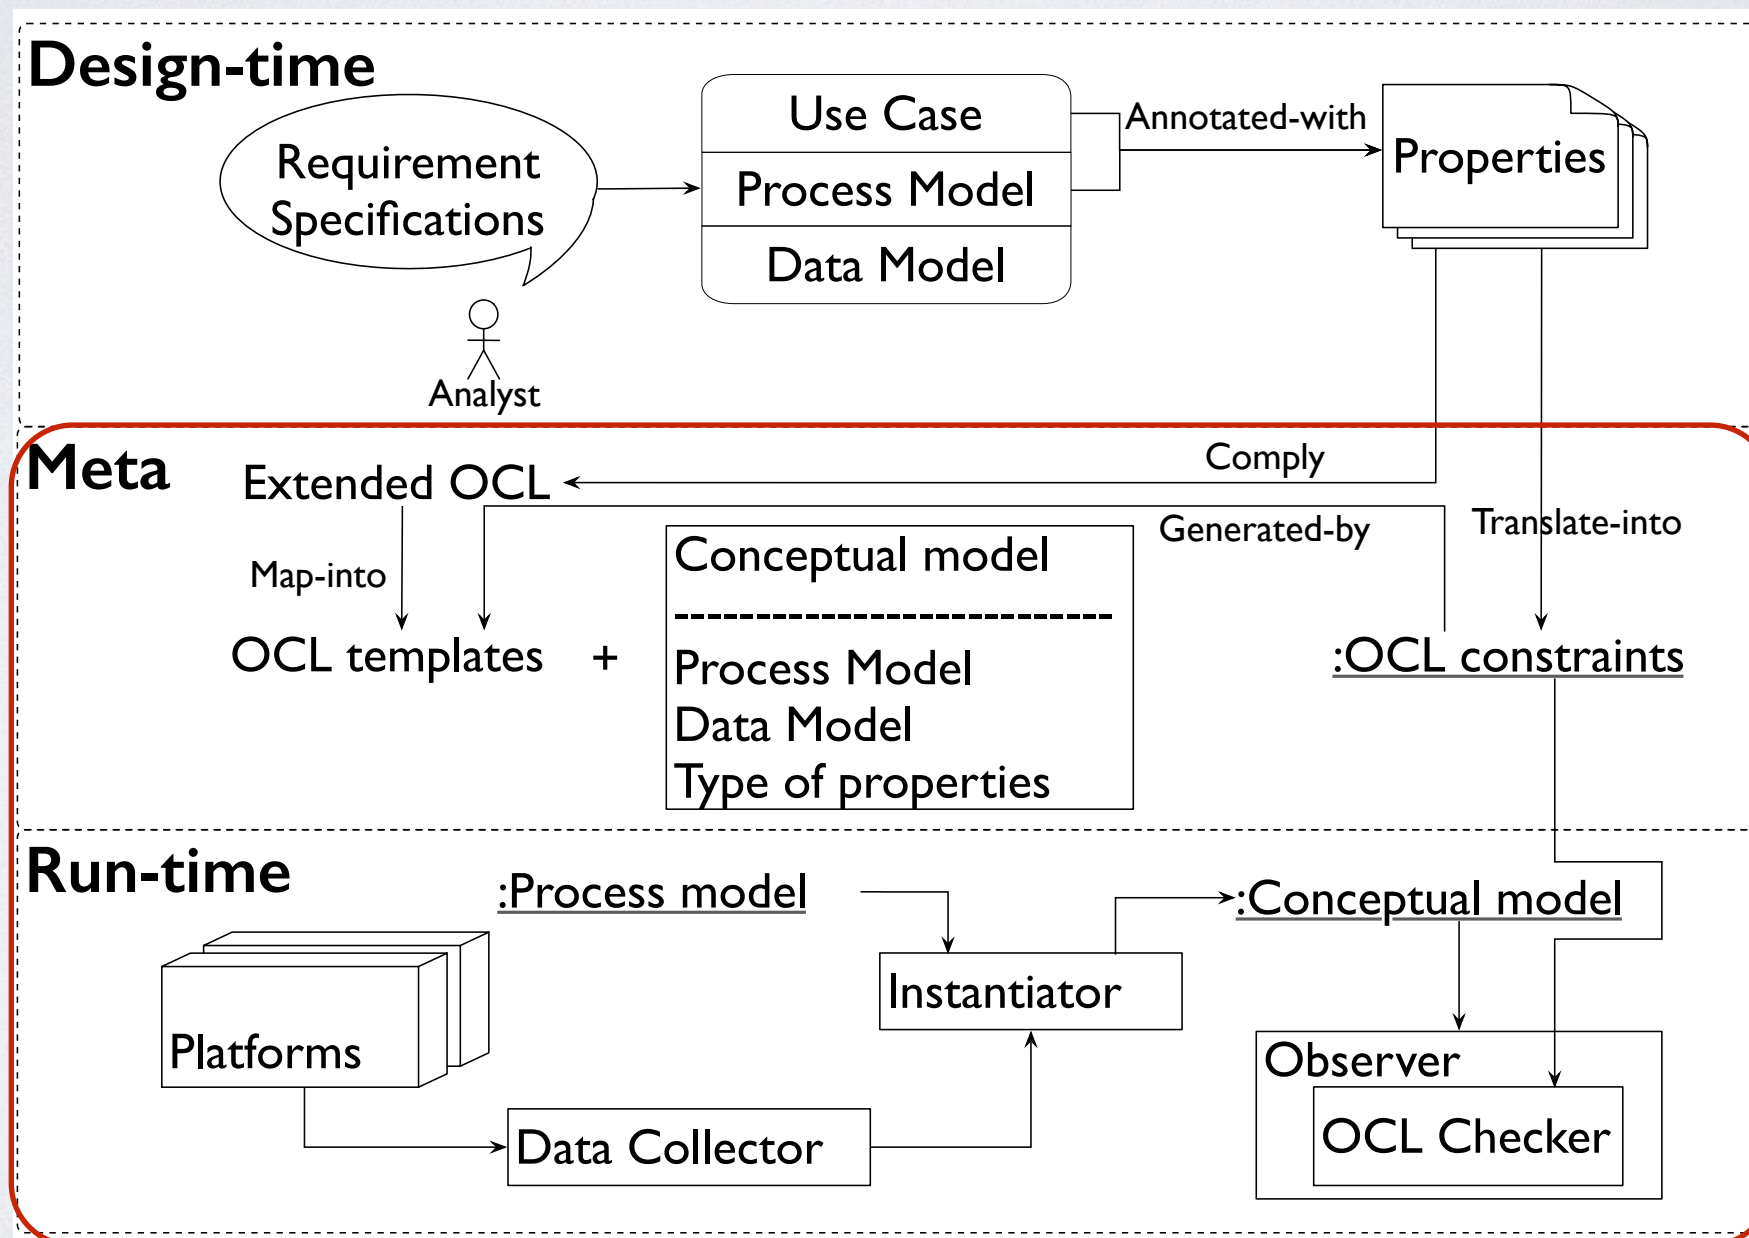 Design-time
Requirement
Specifications
Analyst
Use Case
Process Model
Data Model
Annotated-with
Properties
Meta
Extended OCL
Comply
Generated-by
Translate-into
Map-into
OCL templates
+
Conceptual model
---------------------------
Process Model
Data Model
Type of properties
:OCL constraints
Run-time
:Process model
:Conceptual model
Instantiator
Platforms
Data Collector
Observer
OCL Checker